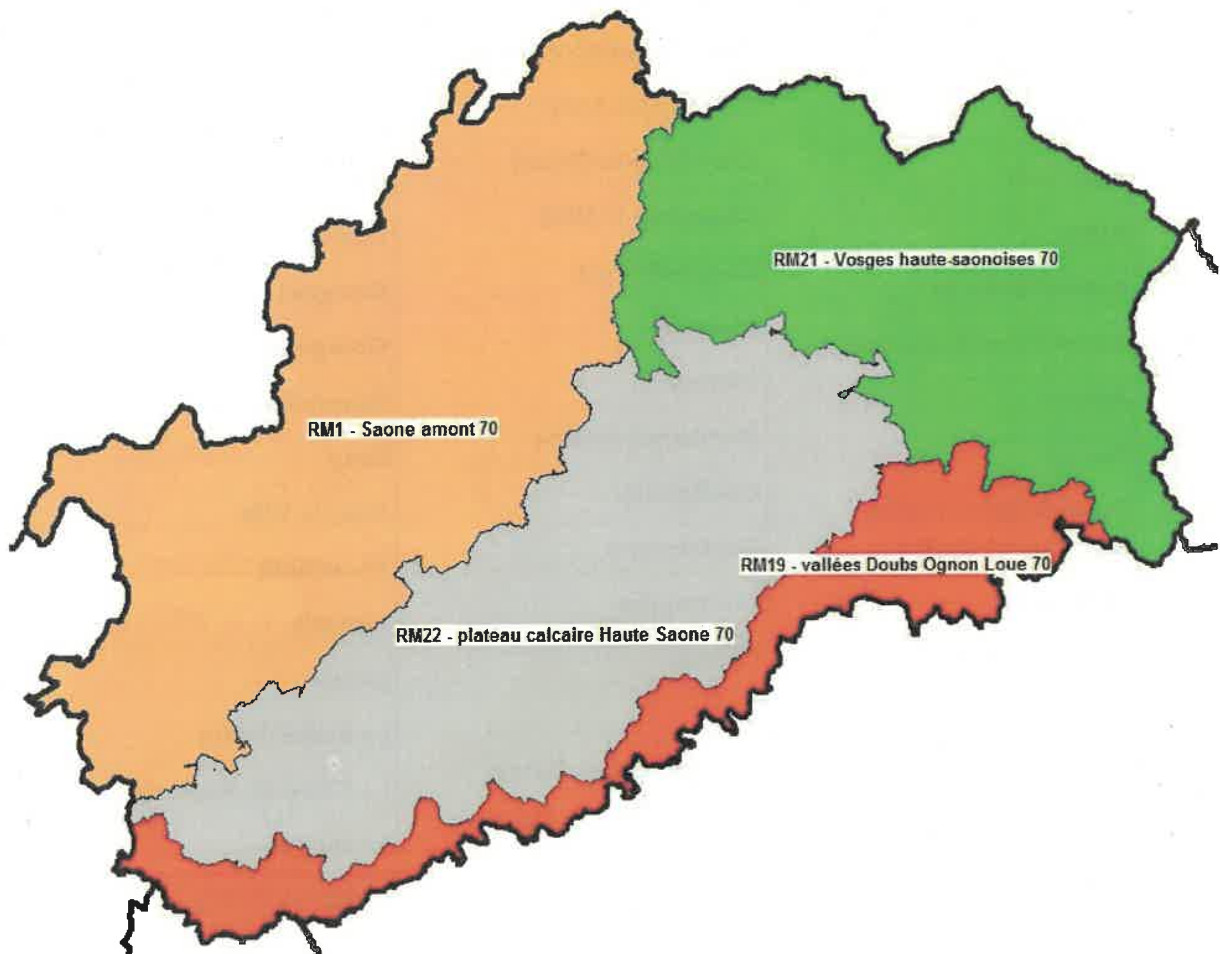 RM21 - Vosges haute-saonoises 70
RM1 - Saone amont 70
RM19 - vallées Doubs Ognon Loue 70
RM22 - plateau calcaire Haute Saone 70